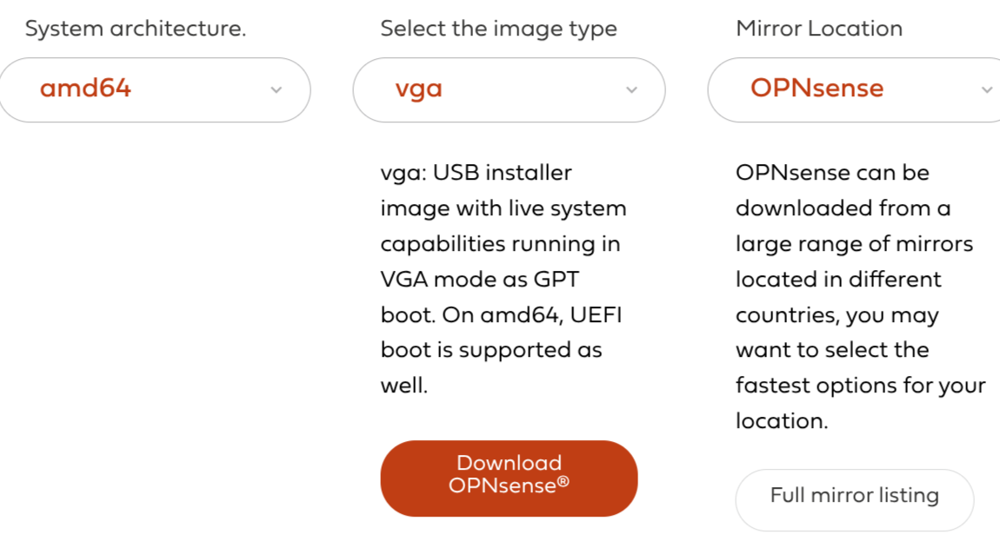 System architecture.
amd64
Select the image type
vga
vga: USB installer
image with live system
capabilities running in
VGA mode as GPT
boot. On amd64, UEFI
boot is supported as
well.
Download
OPNsense®
Mirror Location
OPNsense
OPNsense can be
downloaded from a
large range of mirrors
located in different
countries, you may
want to select the
fastest options for your
location.
Full mirror listing